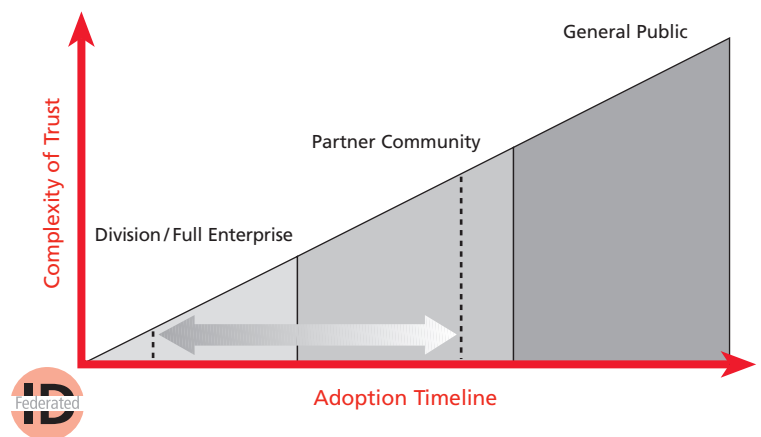 General Public
Partner Community
Division/Full Enterprise
Complexity of Trust
Adoption Timeline
ID
Federated